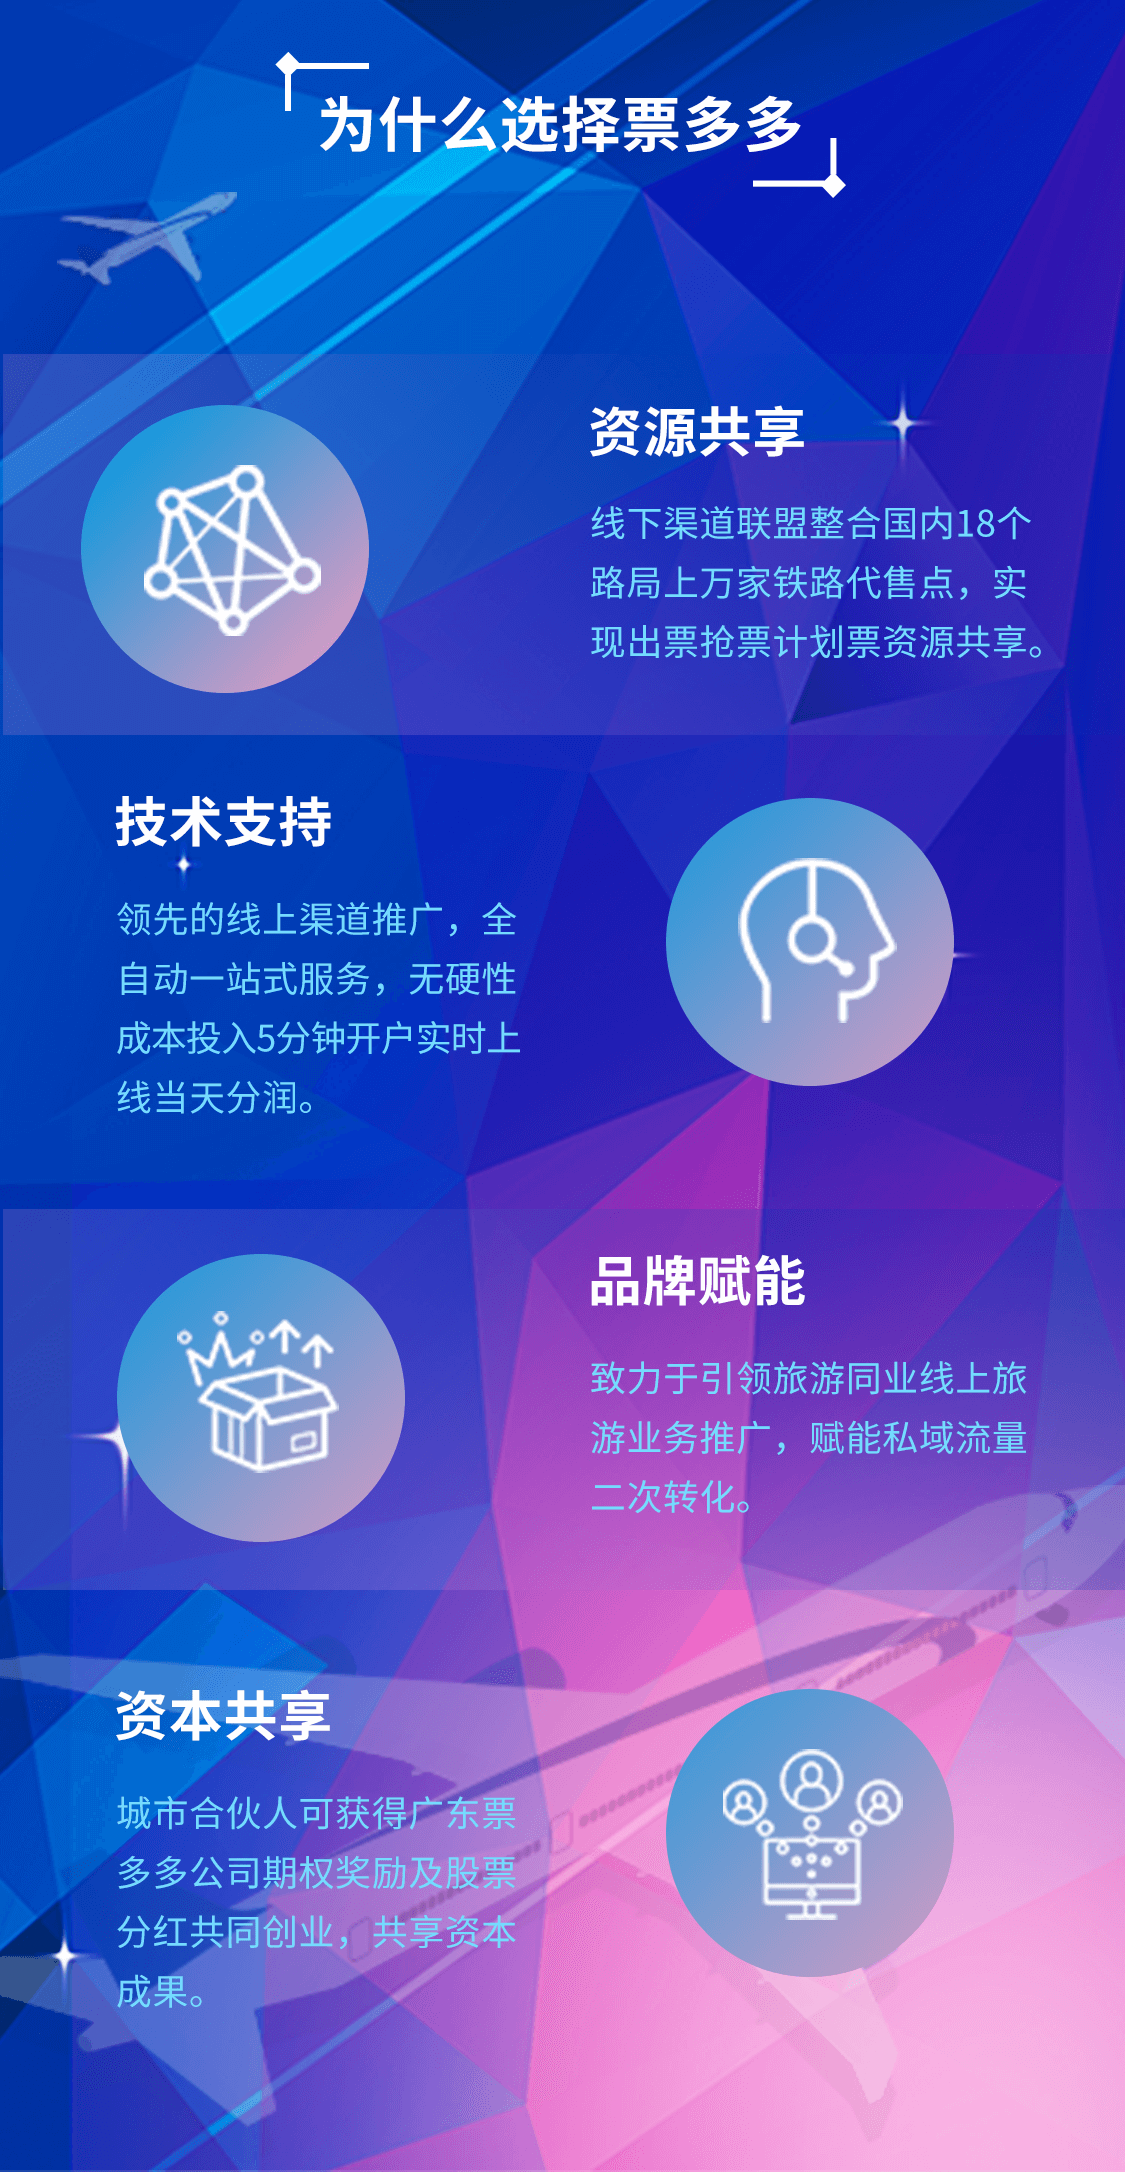 为什么选择票多多
资源共享
线下渠道联盟整合国内18个
路局上万家铁路代售点，实
现出票抢票计划票资源共享。
技术支持
领先的线上渠道推广，全
自动一站式服务，无硬性
成本投入5分钟开户实时上
线当天分润。
品牌赋能
致力于引领旅游同业线上旅
游业务推广，赋能私域流量
二次转化。
资本共享
城市合伙人可获得广东票
多多公司期权奖励及股票
分红共同创业，共享资本
成果。